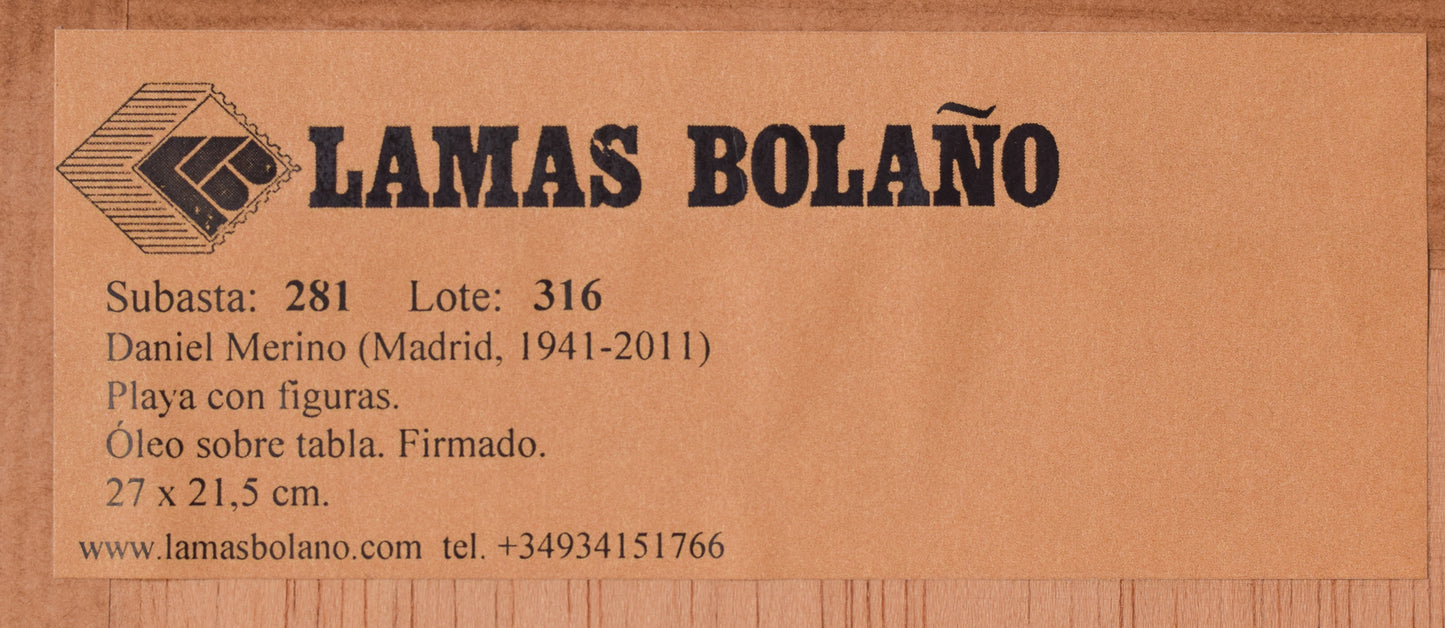 LAMAS BOLAÑO
Subasta: 281 Lote: 316
Daniel Merino (Madrid, 1941-2011)
Playa con figuras.
Óleo sobre tabla. Firmado.
27 x 21,5 cm.
www.lamasbolano.com tel. +34934151766